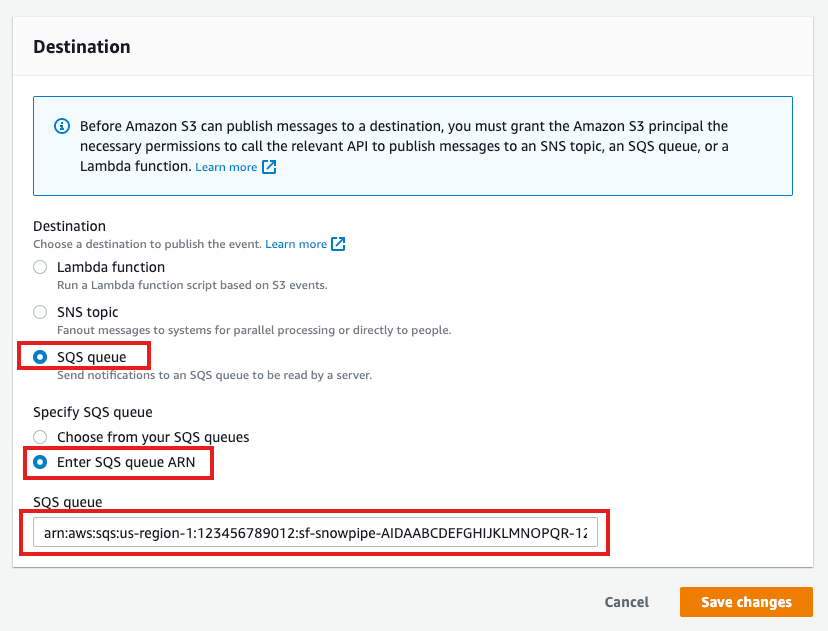 Destination
Before Amazon S3 can publish messages to a destination, you must grant the Amazon S3 principal the
necessary permissions to call the relevant API to publish messages to an SNS topic, an SQS queue, or a
Lambda function. Learn more
Destination
Choose a destination to publish the event. Learn more
Lambda function
Run a Lambda function script based on S3 events.
SNS topic
Fanout messages to systems for parallel processing or directly to people.
SQS queue
Send notifications to an SQS queue to be read by a server.
Specify SQS queue
Choose from your SQS queues
Enter SQS queue ARN
SQS queue
arn:aws:sqs:us-region-1:123456789012:sf-snowpipe-AIDAABCDEFGHIJKLMNOPQR-12
Cancel
Save changes